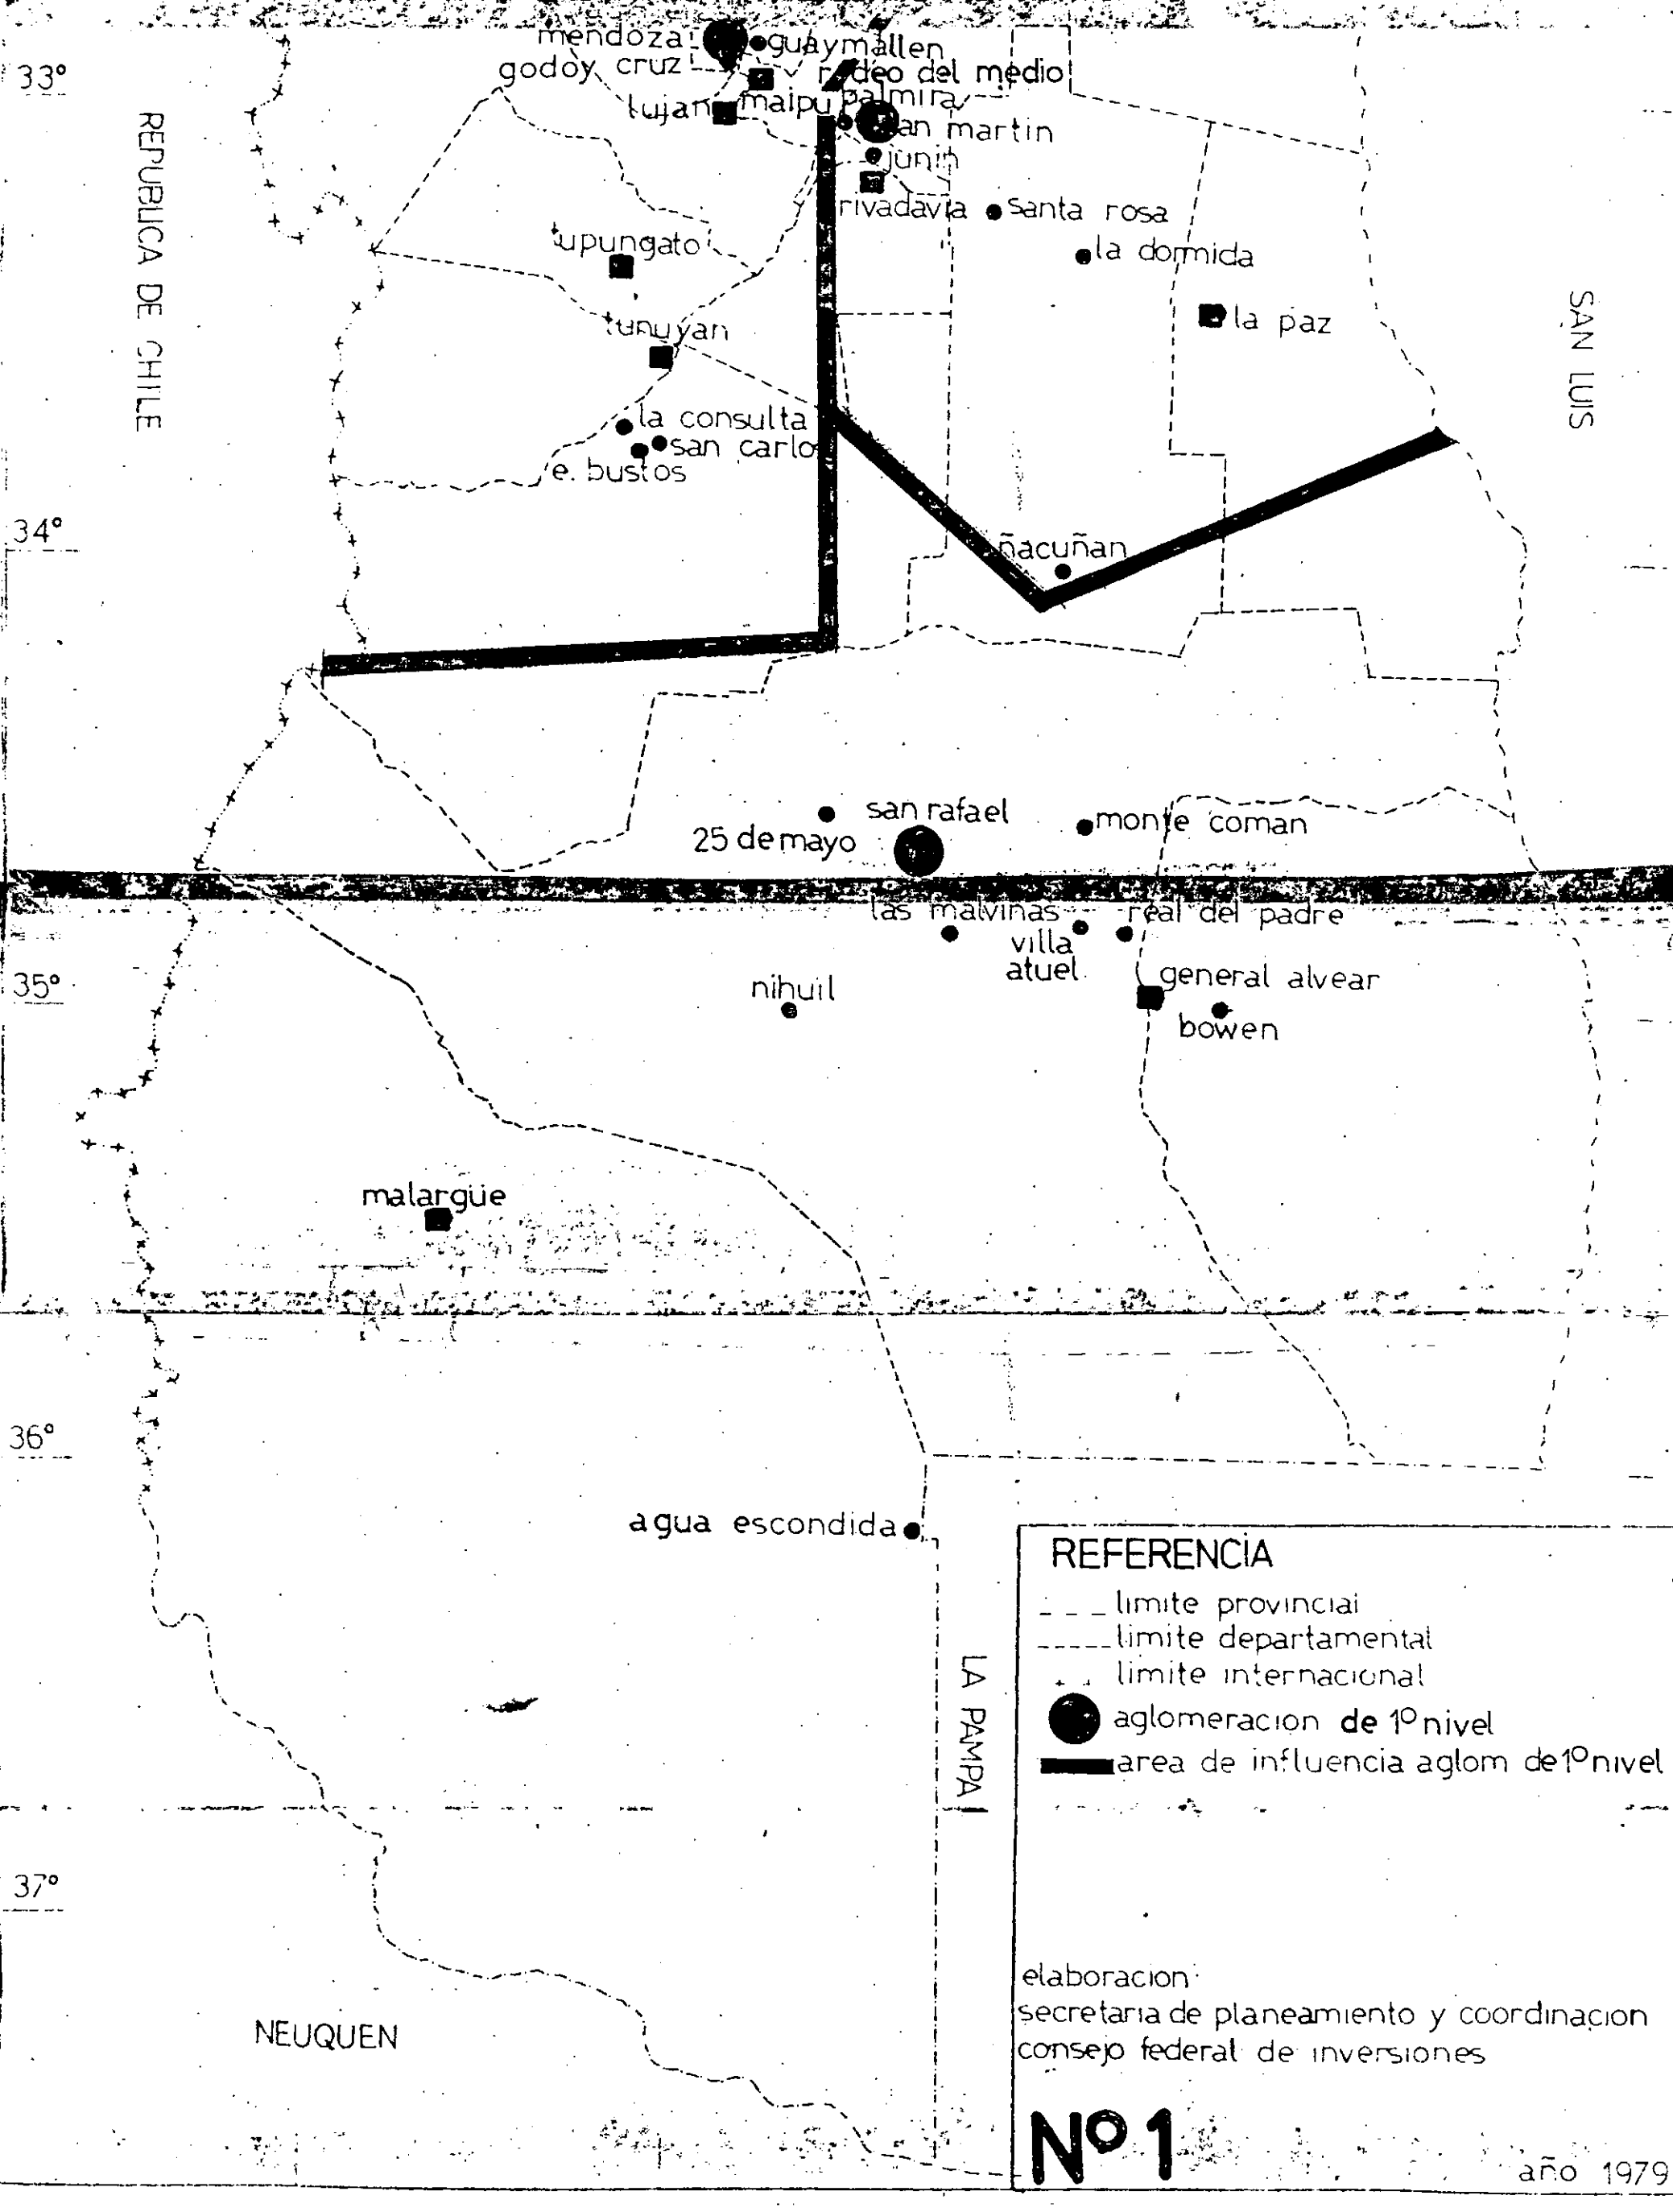 mendoza
guaymallen
godoy cruz
rodeo del medio
33°
lujan
maipu
palmira
san martin
junin
REPUBLICA DE CHILE
rivadavia
santa rosa
tupungato
la dormida
SAN LUIS
tunuyan
la paz
la consulta
san carlo
e. bustos
34°
ñacuñan
san rafael
monte coman
25 de mayo
las malvinas
real del padre
villa
atuel
35°
nihuil
general alvear
bowen
malargüe
36°
agua escondida
LA PAMPA
REFERENCIA
limite provincial
limite departamental
limite internacional
aglomeracion de 1º nivel
area de influencia aglom de 1º nivel
37°
NEUQUEN
elaboracion:
secretaria de planeamiento y coordinacion
consejo federal de inversiones
Nº 1
año 1979